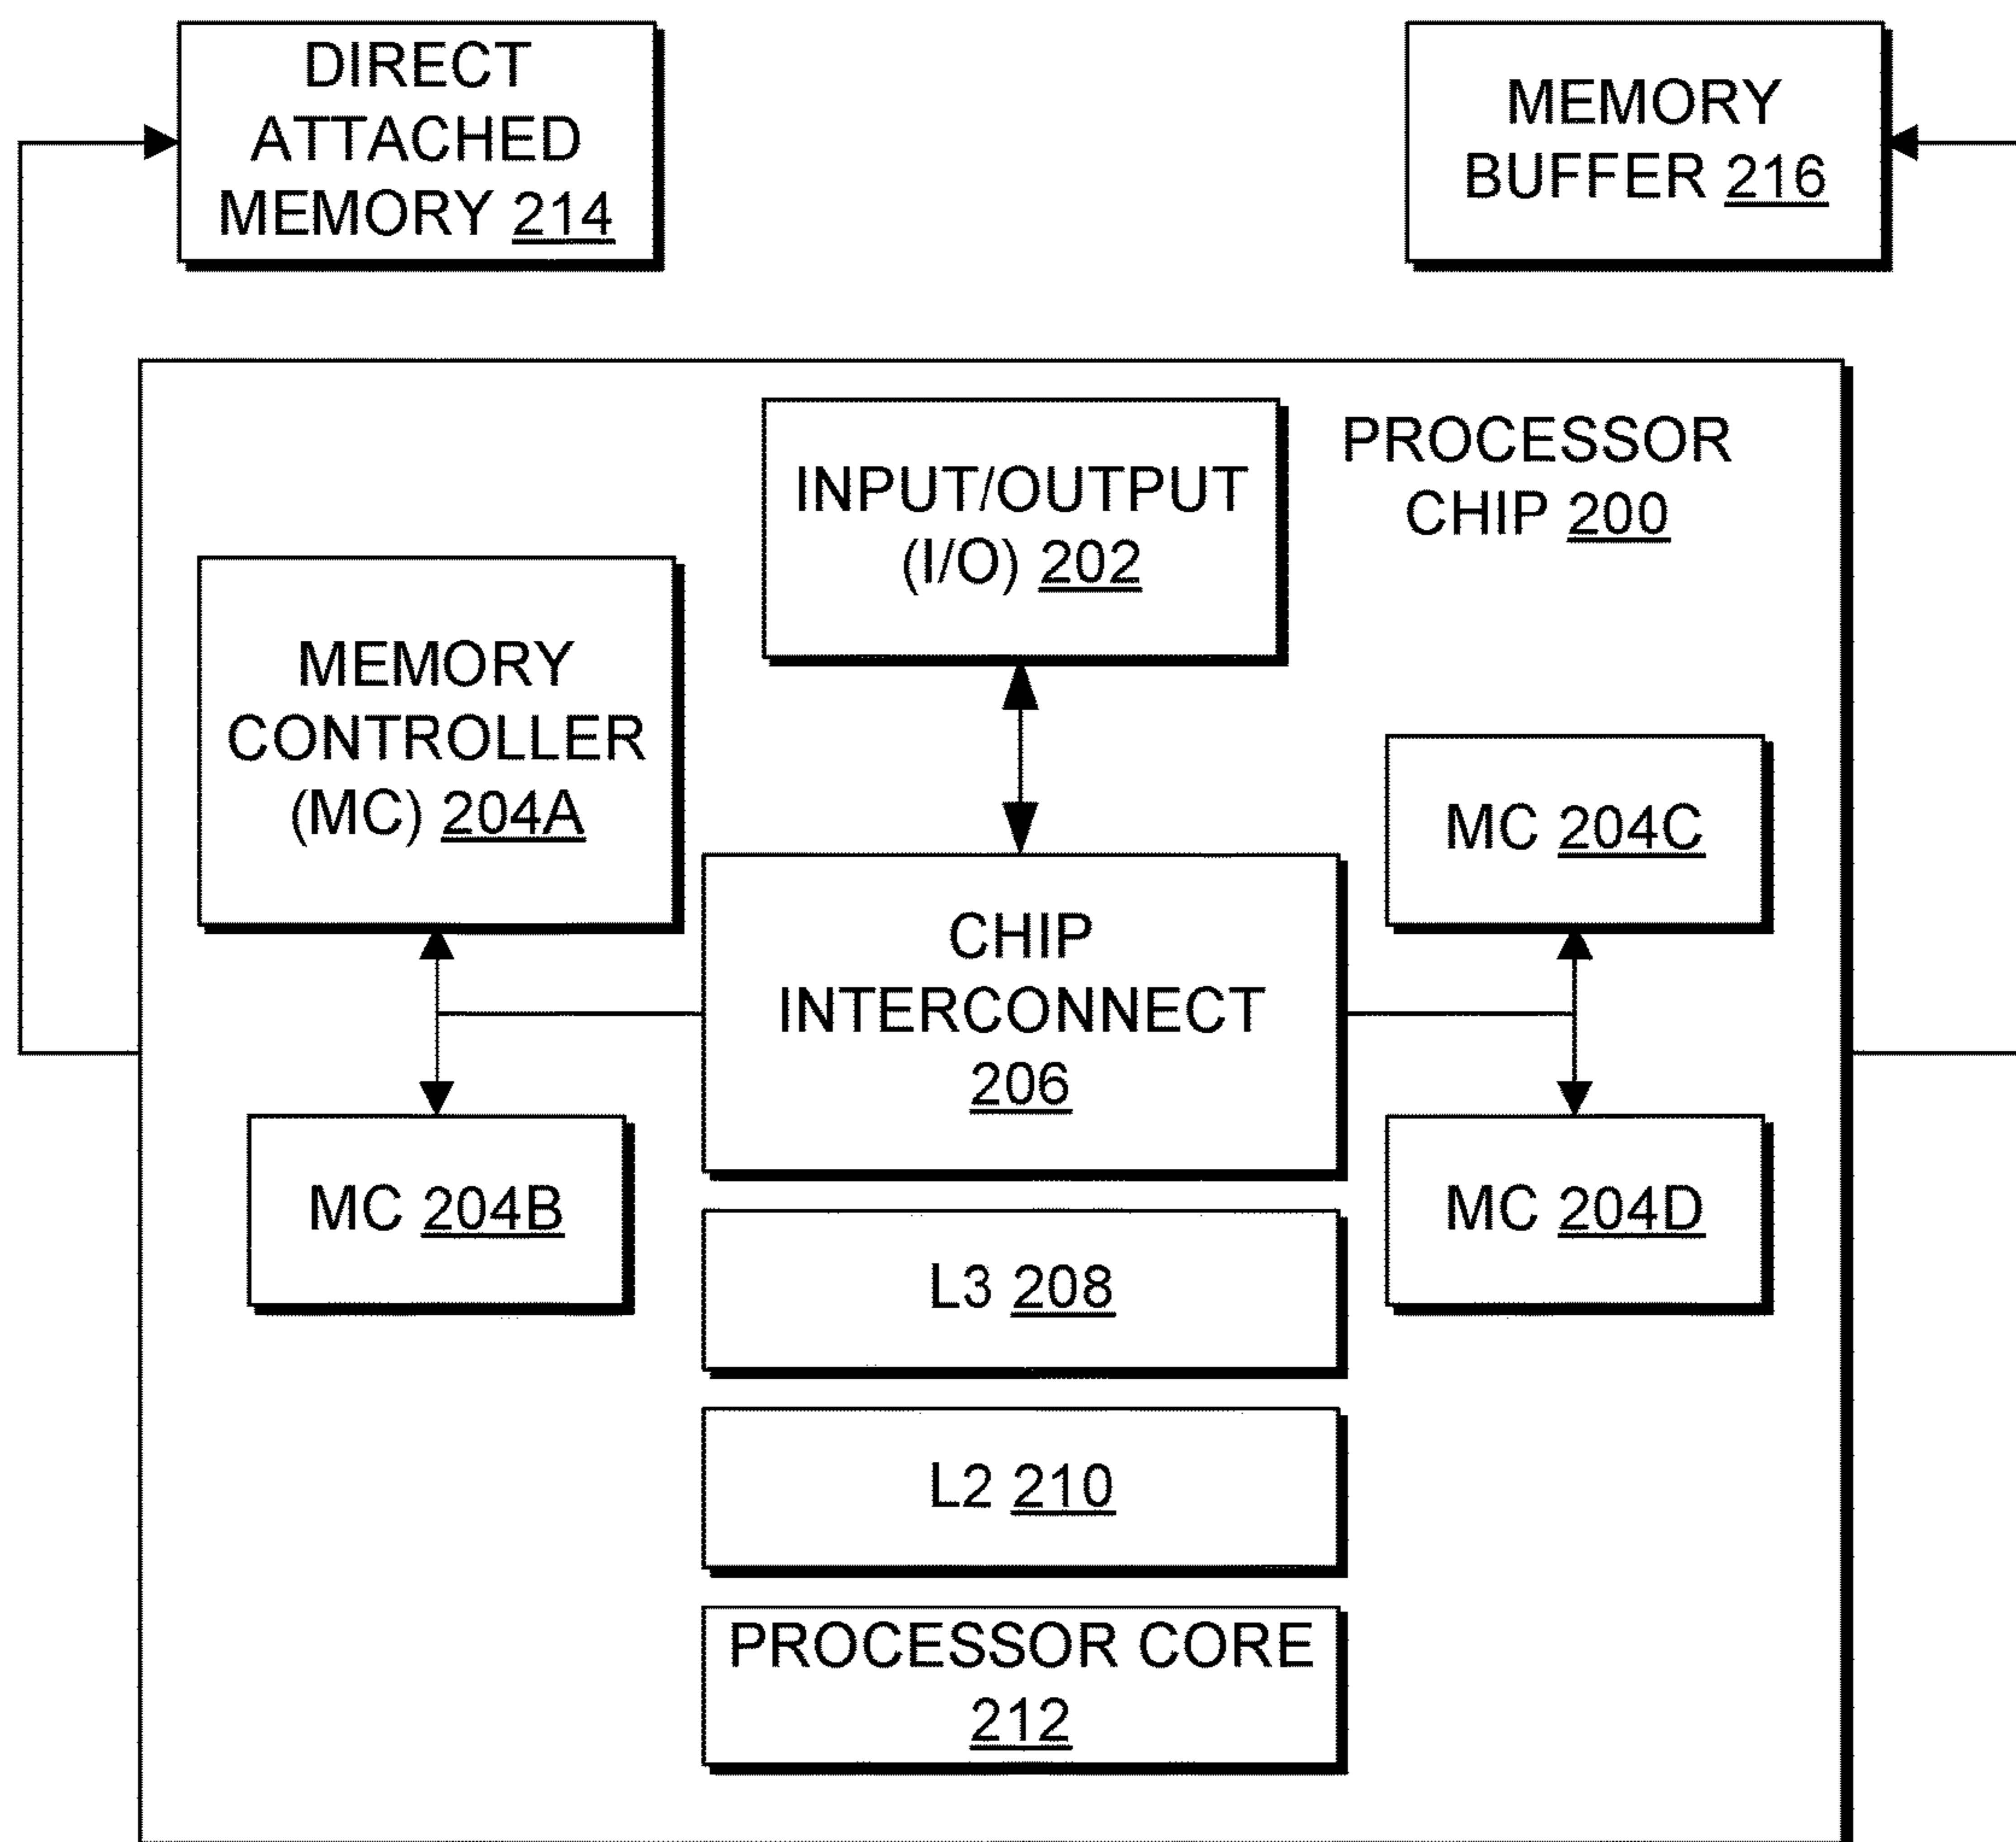 DIRECT
ATTACHED
MEMORY 214
MEMORY
BUFFER 216
PROCESSOR
CHIP 200
INPUT/OUTPUT
(I/O) 202
MEMORY
CONTROLLER
(MC) 204A
MC 204C
CHIP
INTERCONNECT
206
MC 204B
MC 204D
L3 208
L2 210
PROCESSOR CORE
212